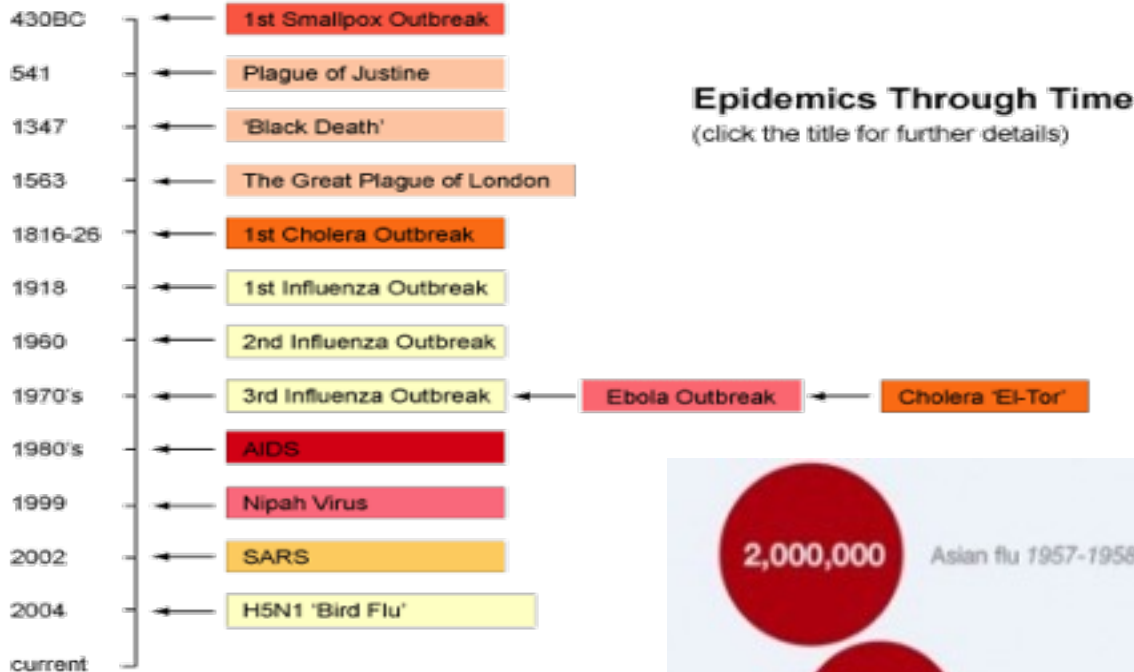 Epidemics Through Time
(click the title for further details)
430BC 1st Smallpox Outbreak
541 Plague of Justine
1347 'Black Death'
1563 The Great Plague of London
1816-26 1st Cholera Outbreak
1918 1st Influenza Outbreak
1960 2nd Influenza Outbreak
1970's 3rd Influenza Outbreak Ebola Outbreak Cholera 'El-Tor'
1980's AIDS
1999 Nipah Virus
2002 SARS
2004 H5N1 'Bird Flu'
current
2,000,000 Asian flu 1957-1958